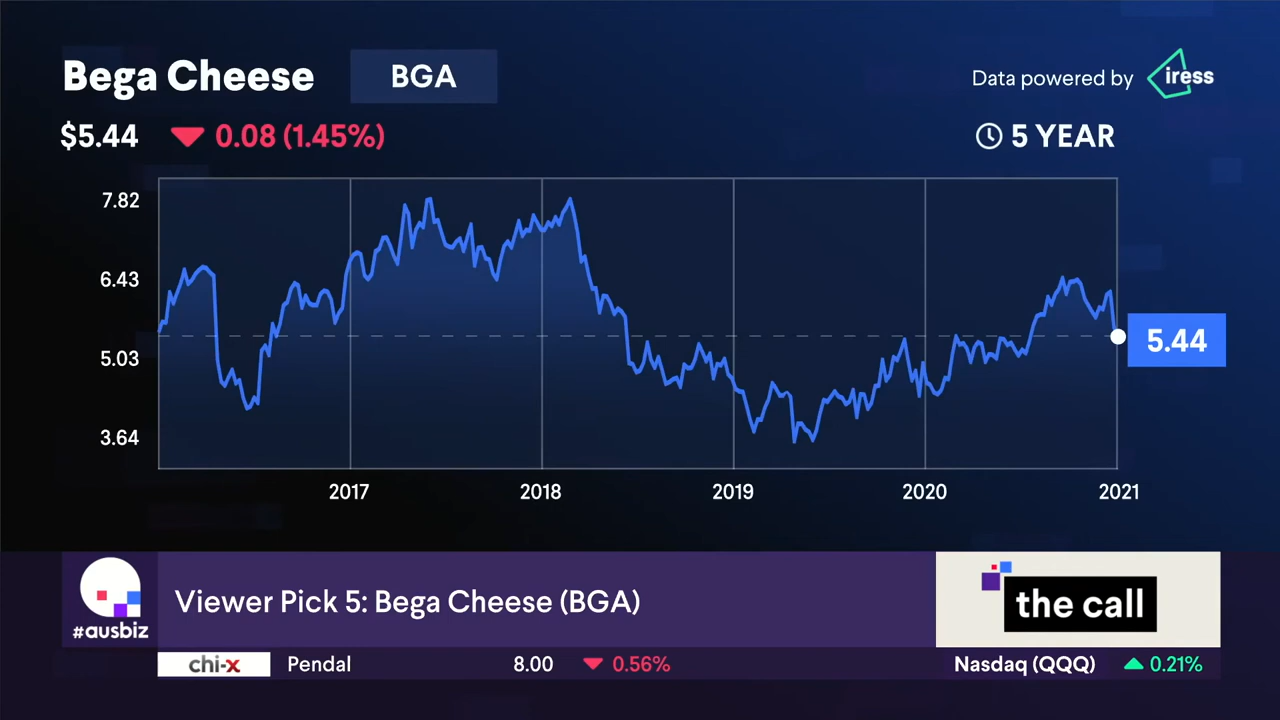 Bega Cheese BGA
Data powered by iress
$5.44 ▼ 0.08 (1.45%)
5 YEAR
7.82
6.43
5.03
3.64
5.44
2017 2018 2019 2020 2021
#ausbiz
Viewer Pick 5: Bega Cheese (BGA)
the call
chi-x Pendal 8.00 ▼ 0.56% Nasdaq (QQQ) ▲ 0.21%